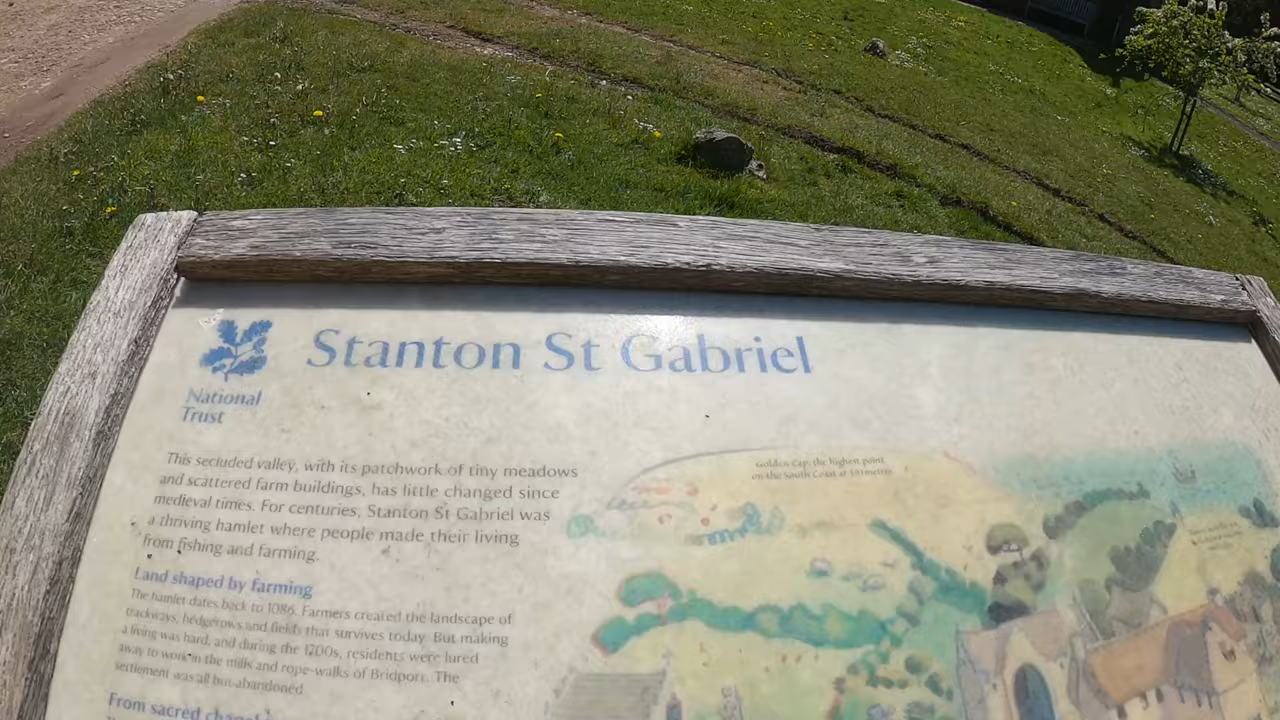 Stanton St Gabriel
National
Trust
This secluded valley, with its patchwork of tiny meadows
and scattered farm buildings, has little changed since
medieval times. For centuries, Stanton St Gabriel was
a thriving hamlet where people made their living
from fishing and farming.
Land shaped by farming
The hamlet dates back to 1086. Farmers created the landscape of
trackways, hedgerows and fields that survives today. But making
a living was hard, and during the 1200s, residents were lured
away to work in the mills and rope-walks of Bridport. The
settlement was all but abandoned.
From sacred chapel
Golden Cap, the highest point
on the South Coast at 191 metres